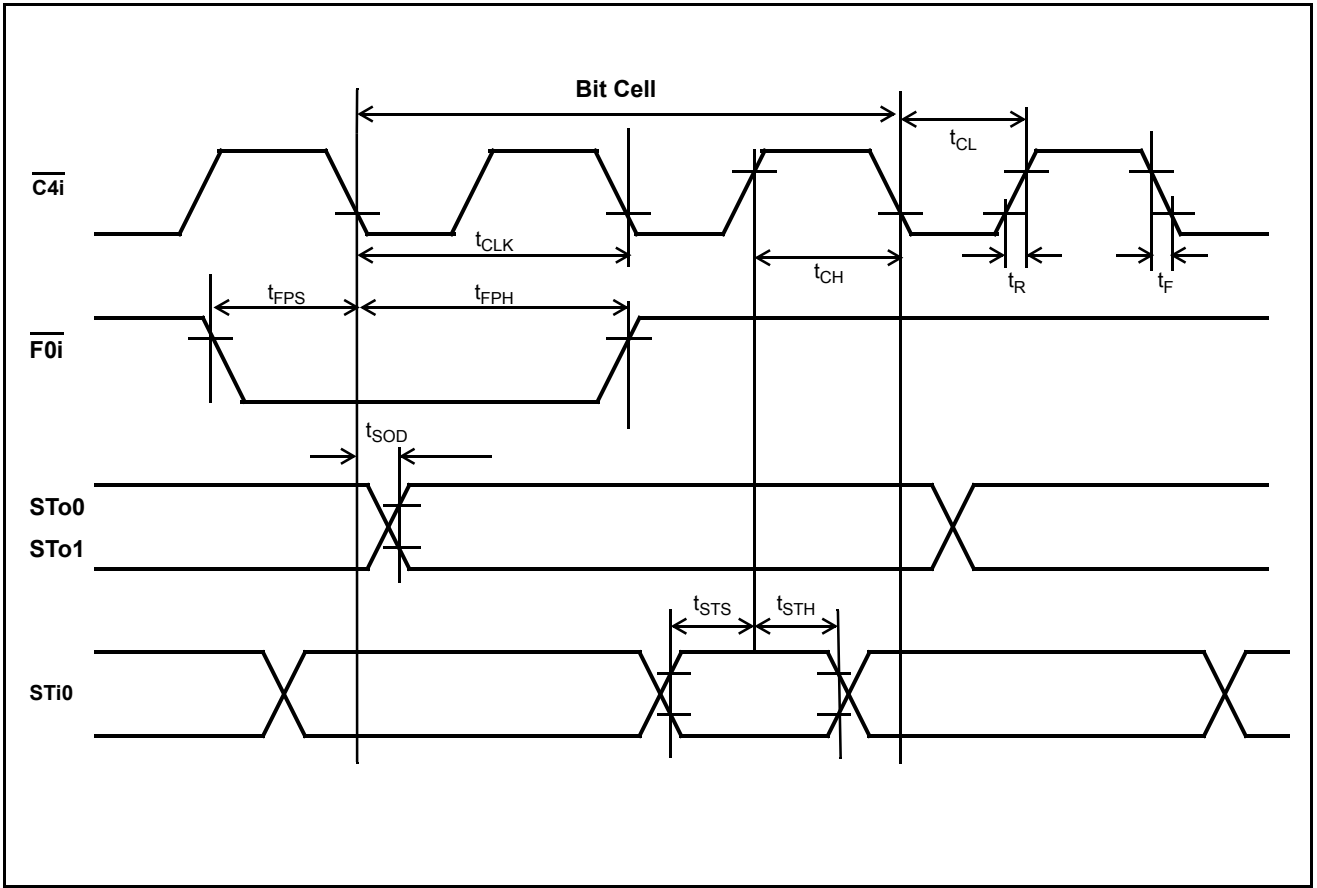 Bit Cell
tCL
C4i
tCLK
tCH
tR
tF
tFPS
tFPH
F0i
tSOD
STo0
STo1
tSTS
tSTH
STi0